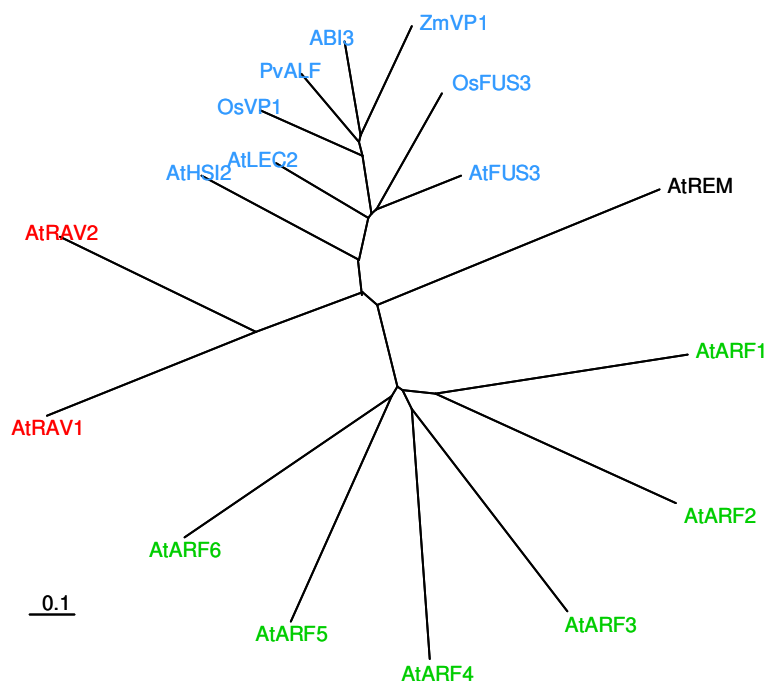 ZmVP1
ABI3
PvALF
OsFUS3
OsVP1
AtLEC2
AtHSI2
AtFUS3
AtREM
AtRAV2
AtARF1
AtRAV1
AtARF2
AtARF6
0.1
AtARF3
AtARF5
AtARF4